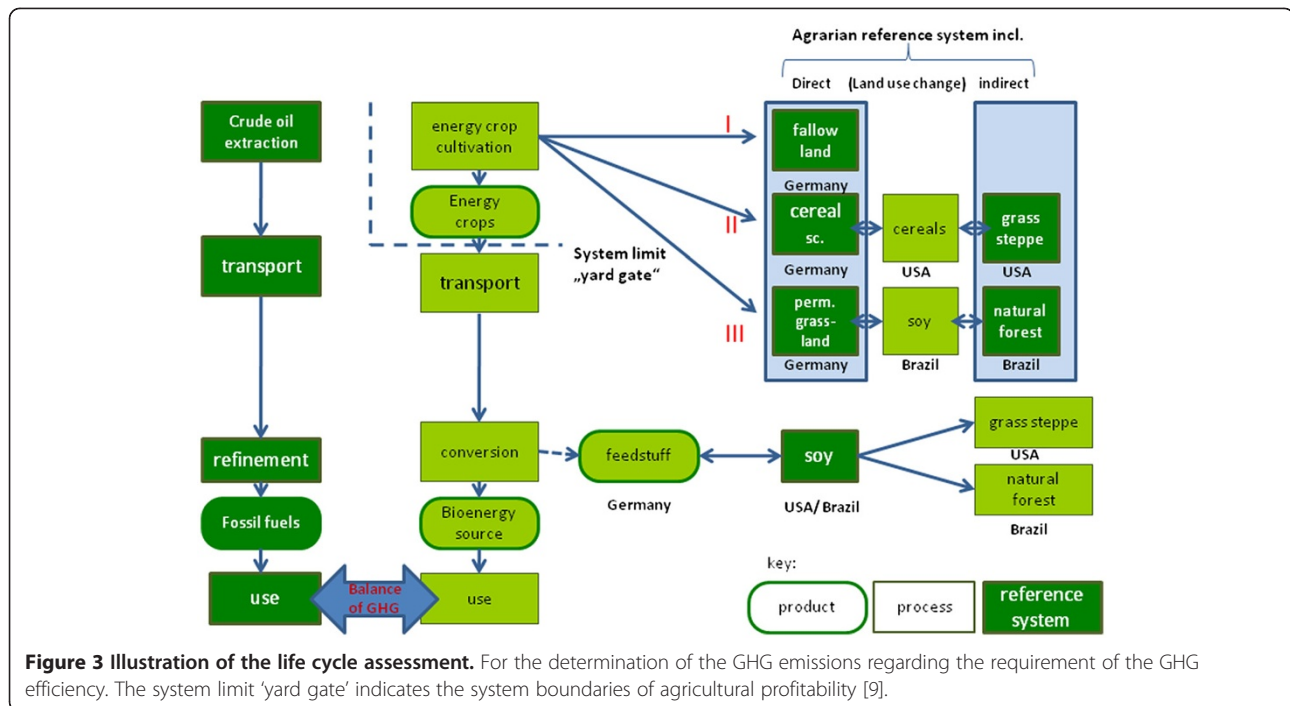 Agrarian reference system incl.
Direct (Land use change) indirect
Crude oil
extraction
transport
refinement
Fossil fuels
use
Balance
of GHG
energy crop
cultivation
Energy
crops
System limit
„yard gate“
transport
conversion
Bioenergy
source
use
I
II
III
fallow
land
Germany
cereal
sc.
Germany
cereals
USA
grass
steppe
USA
perm.
grass-
land
Germany
soy
Brazil
natural
forest
Brazil
feedstuff
Germany
soy
USA/ Brazil
grass steppe
USA
natural
forest
Brazil
key:
product
process
reference
system
Figure 3 Illustration of the life cycle assessment. For the determination of the GHG emissions regarding the requirement of the GHG
efficiency. The system limit ‘yard gate’ indicates the system boundaries of agricultural profitability [9].